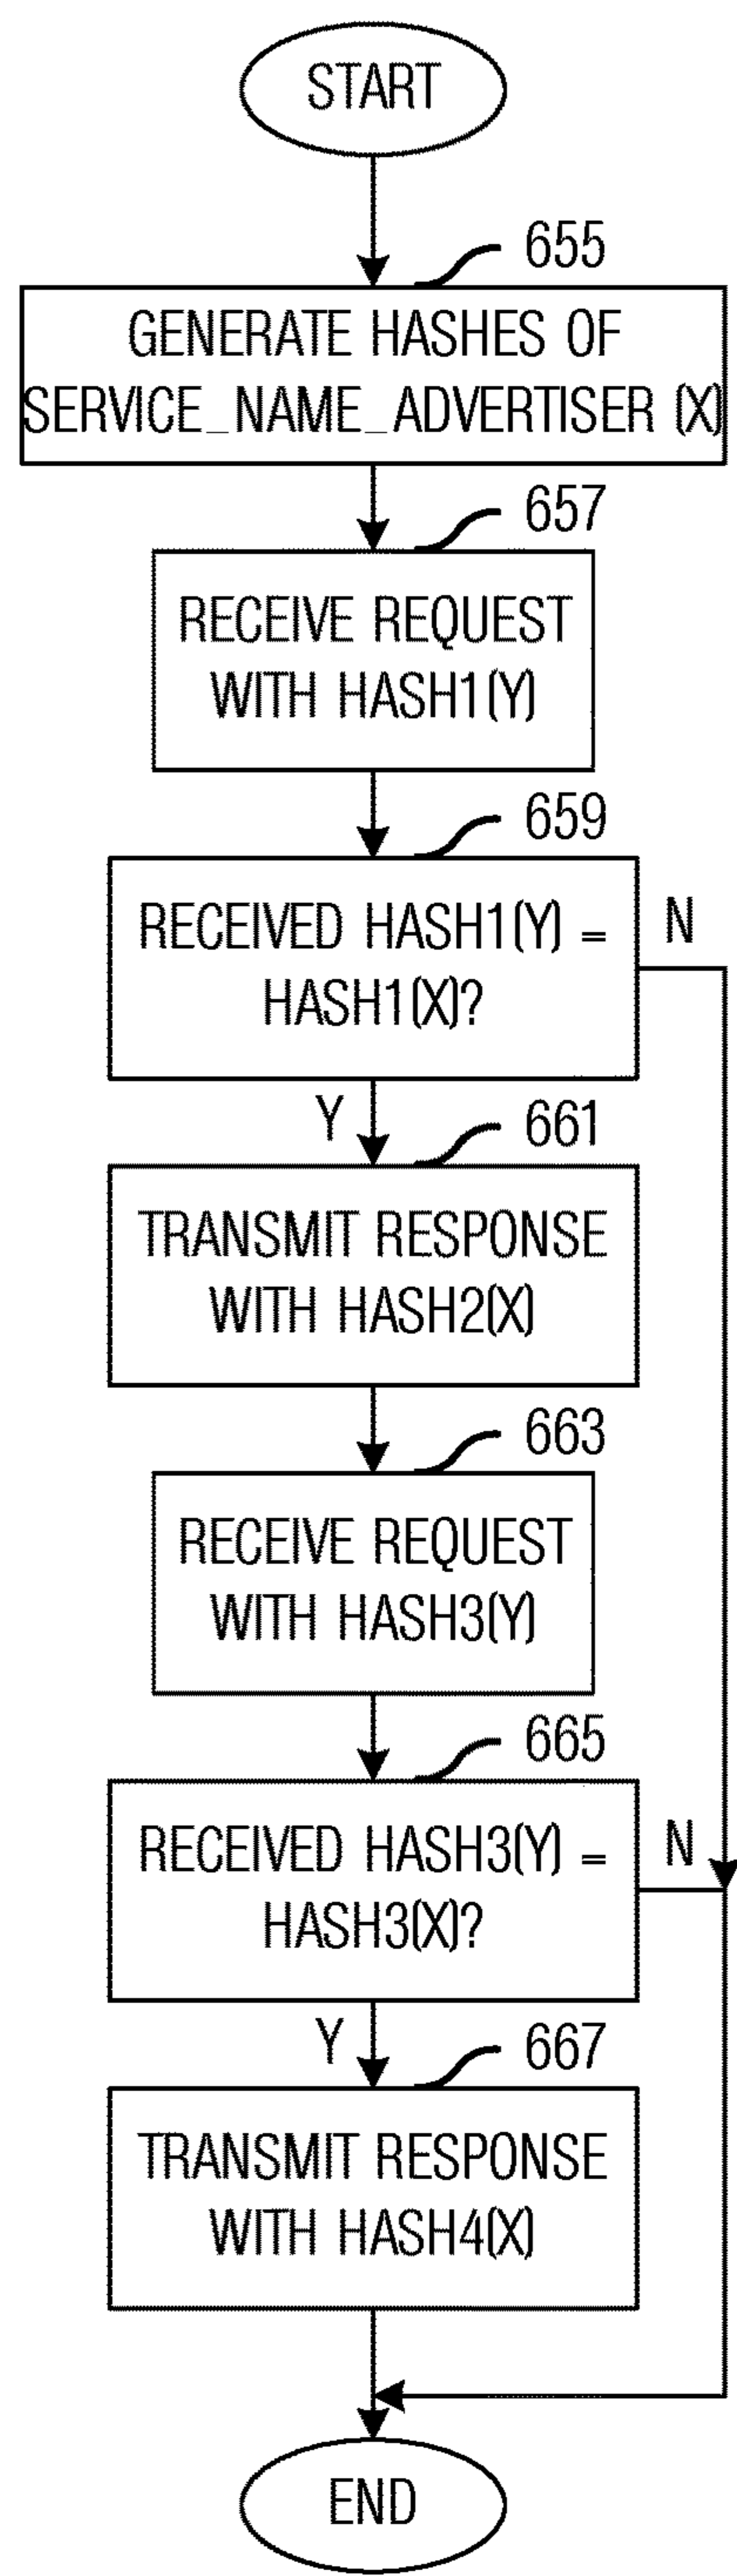 START
655
GENERATE HASHES OF
SERVICE_NAME_ADVERTISER (X)
657
RECEIVE REQUEST
WITH HASH1(Y)
659
RECEIVED HASH1(Y) =
HASH1(X)?
N
Y
661
TRANSMIT RESPONSE
WITH HASH2(X)
663
RECEIVE REQUEST
WITH HASH3(Y)
665
RECEIVED HASH3(Y) =
HASH3(X)?
N
Y
667
TRANSMIT RESPONSE
WITH HASH4(X)
END